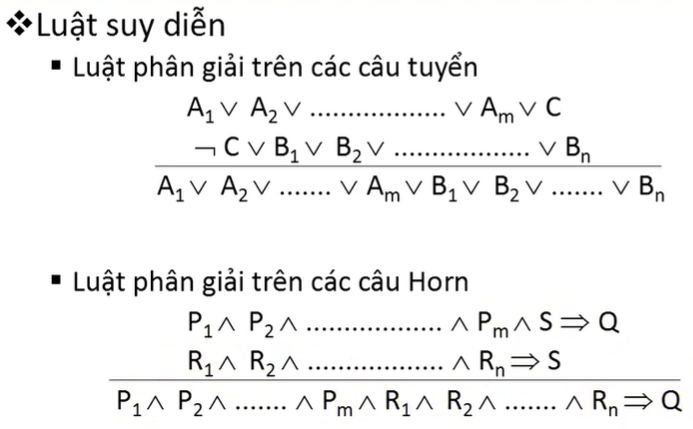 ❖Luật suy diễn
▪ Luật phân giải trên các câu tuyển
A₁ ∨ A₂ ∨ .................. ∨ Aₘ ∨ C
¬ C ∨ B₁ ∨ B₂ ∨ .................. ∨ Bₙ
A₁ ∨ A₂ ∨ ....... ∨ Aₘ ∨ B₁ ∨ B₂ ∨ ....... ∨ Bₙ
▪ Luật phân giải trên các câu Horn
P₁ ∧ P₂ ∧ .................. ∧ Pₘ ∧ S ⇒ Q
R₁ ∧ R₂ ∧ .................. ∧ Rₙ ⇒ S
P₁ ∧ P₂ ∧ ....... ∧ Pₘ ∧ R₁ ∧ R₂ ∧ ....... ∧ Rₙ ⇒ Q